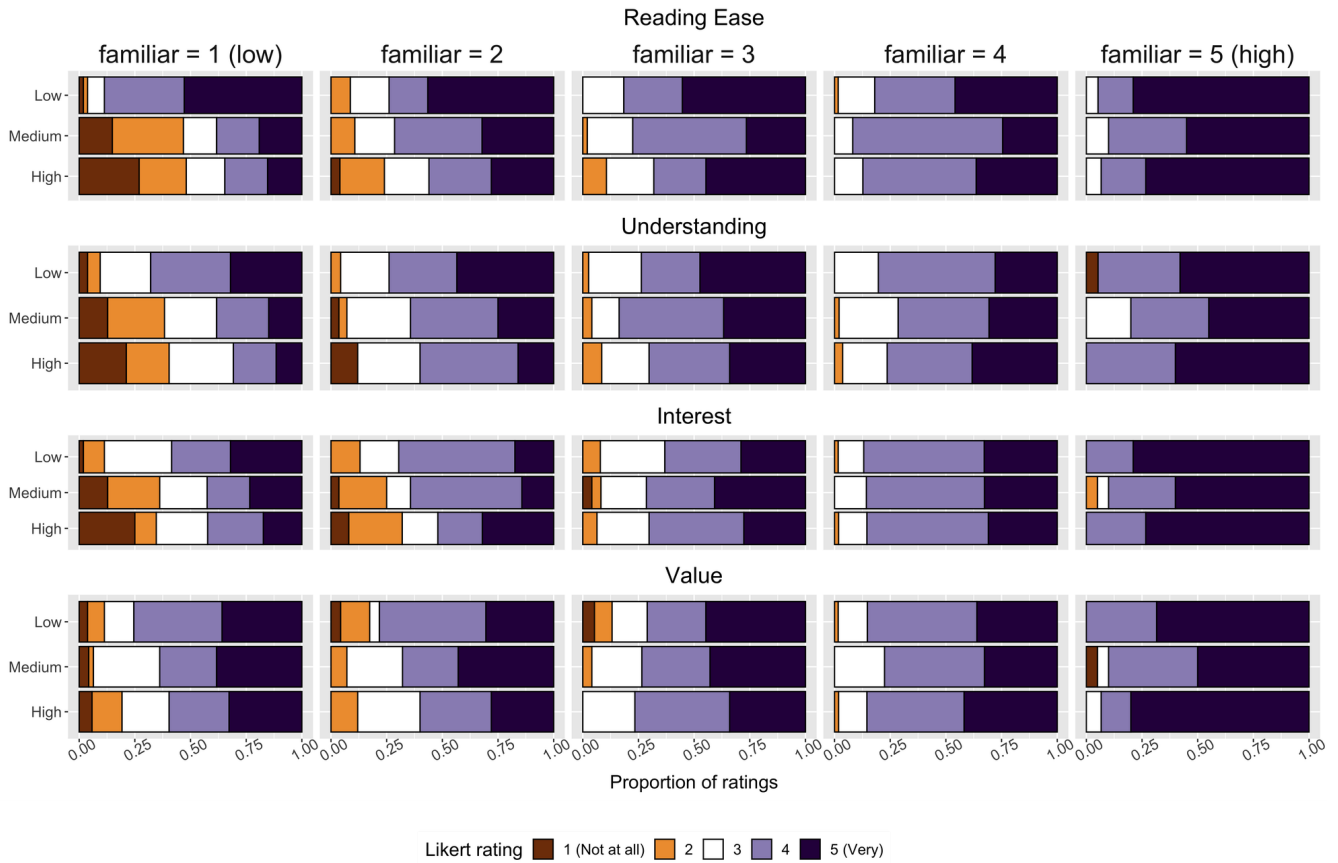 Reading Ease
familiar = 1 (low) familiar = 2 familiar = 3 familiar = 4 familiar = 5 (high)
Low
Medium
High
Understanding
Low
Medium
High
Interest
Low
Medium
High
Value
Low
Medium
High
0.00 0.25 0.50 0.75 1.00 0.00 0.25 0.50 0.75 1.00 0.00 0.25 0.50 0.75 1.00 0.00 0.25 0.50 0.75 1.00 0.00 0.25 0.50 0.75 1.00
Proportion of ratings
Likert rating 1 (Not at all) 2 3 4 5 (Very)